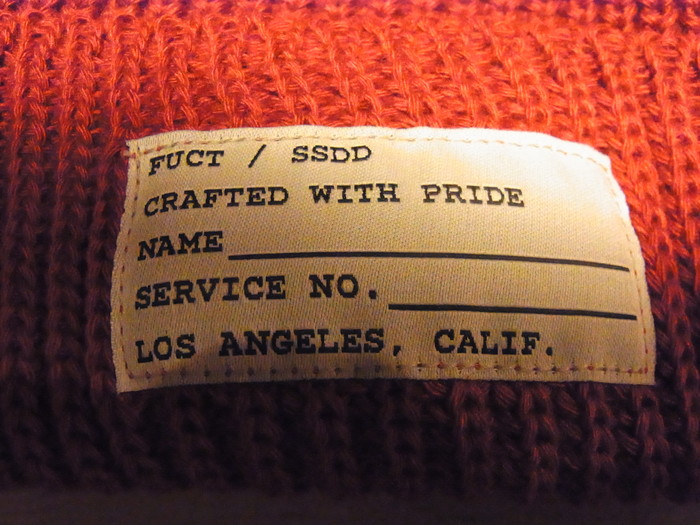 FUCT / SSDD
CRAFTED WITH PRIDE
NAME
SERVICE NO.
LOS ANGELES, CALIF.